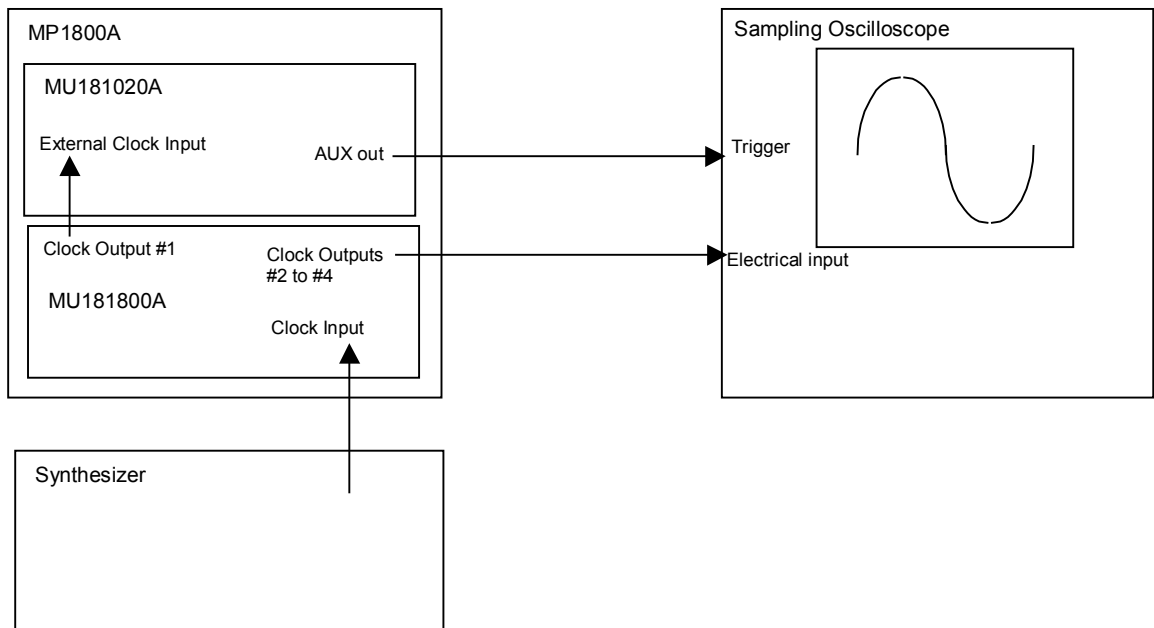 MP1800A
MU181020A
External Clock Input
AUX out
Clock Output #1
Clock Outputs
#2 to #4
MU181800A
Clock Input
Synthesizer
Sampling Oscilloscope
Trigger
Electrical input